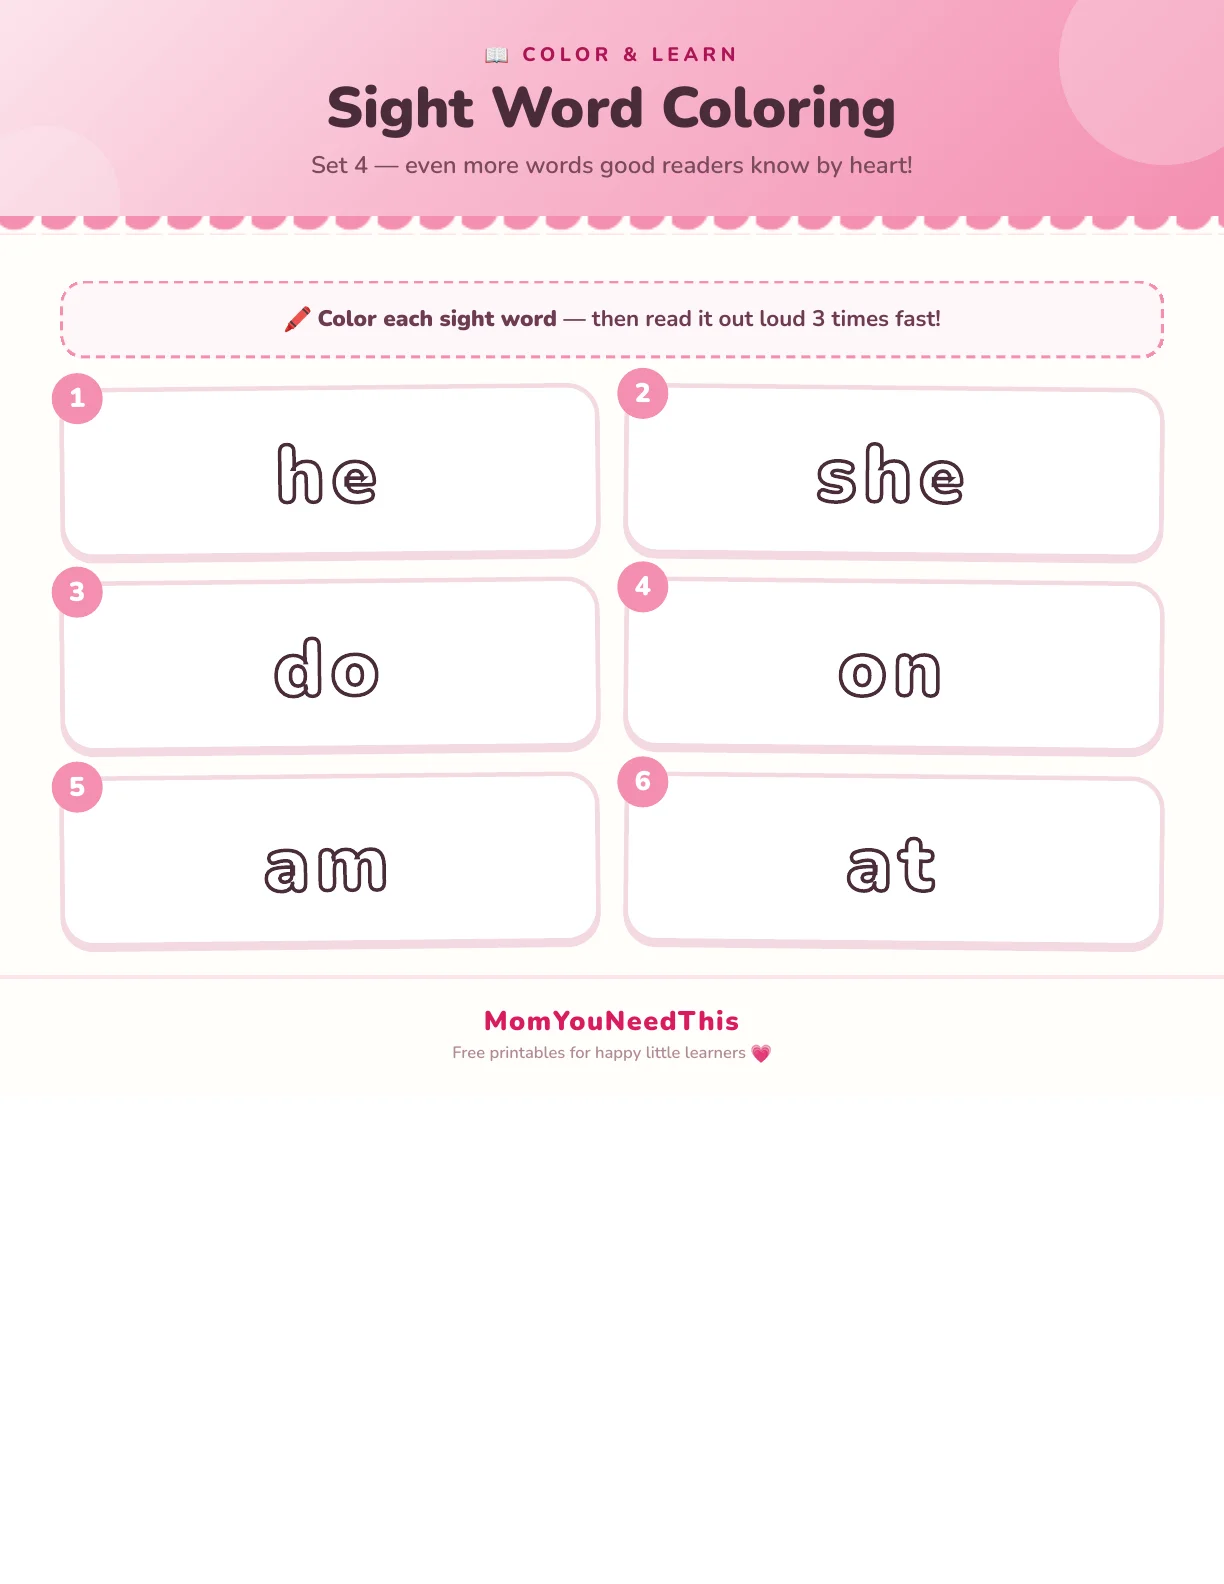 📖 COLOR & LEARN
Sight Word Coloring
Set 4 — even more words good readers know by heart!
🖍️ Color each sight word — then read it out loud 3 times fast!
1
he
2
she
3
do
4
on
5
am
6
at
MomYouNeedThis
Free printables for happy little learners 💗